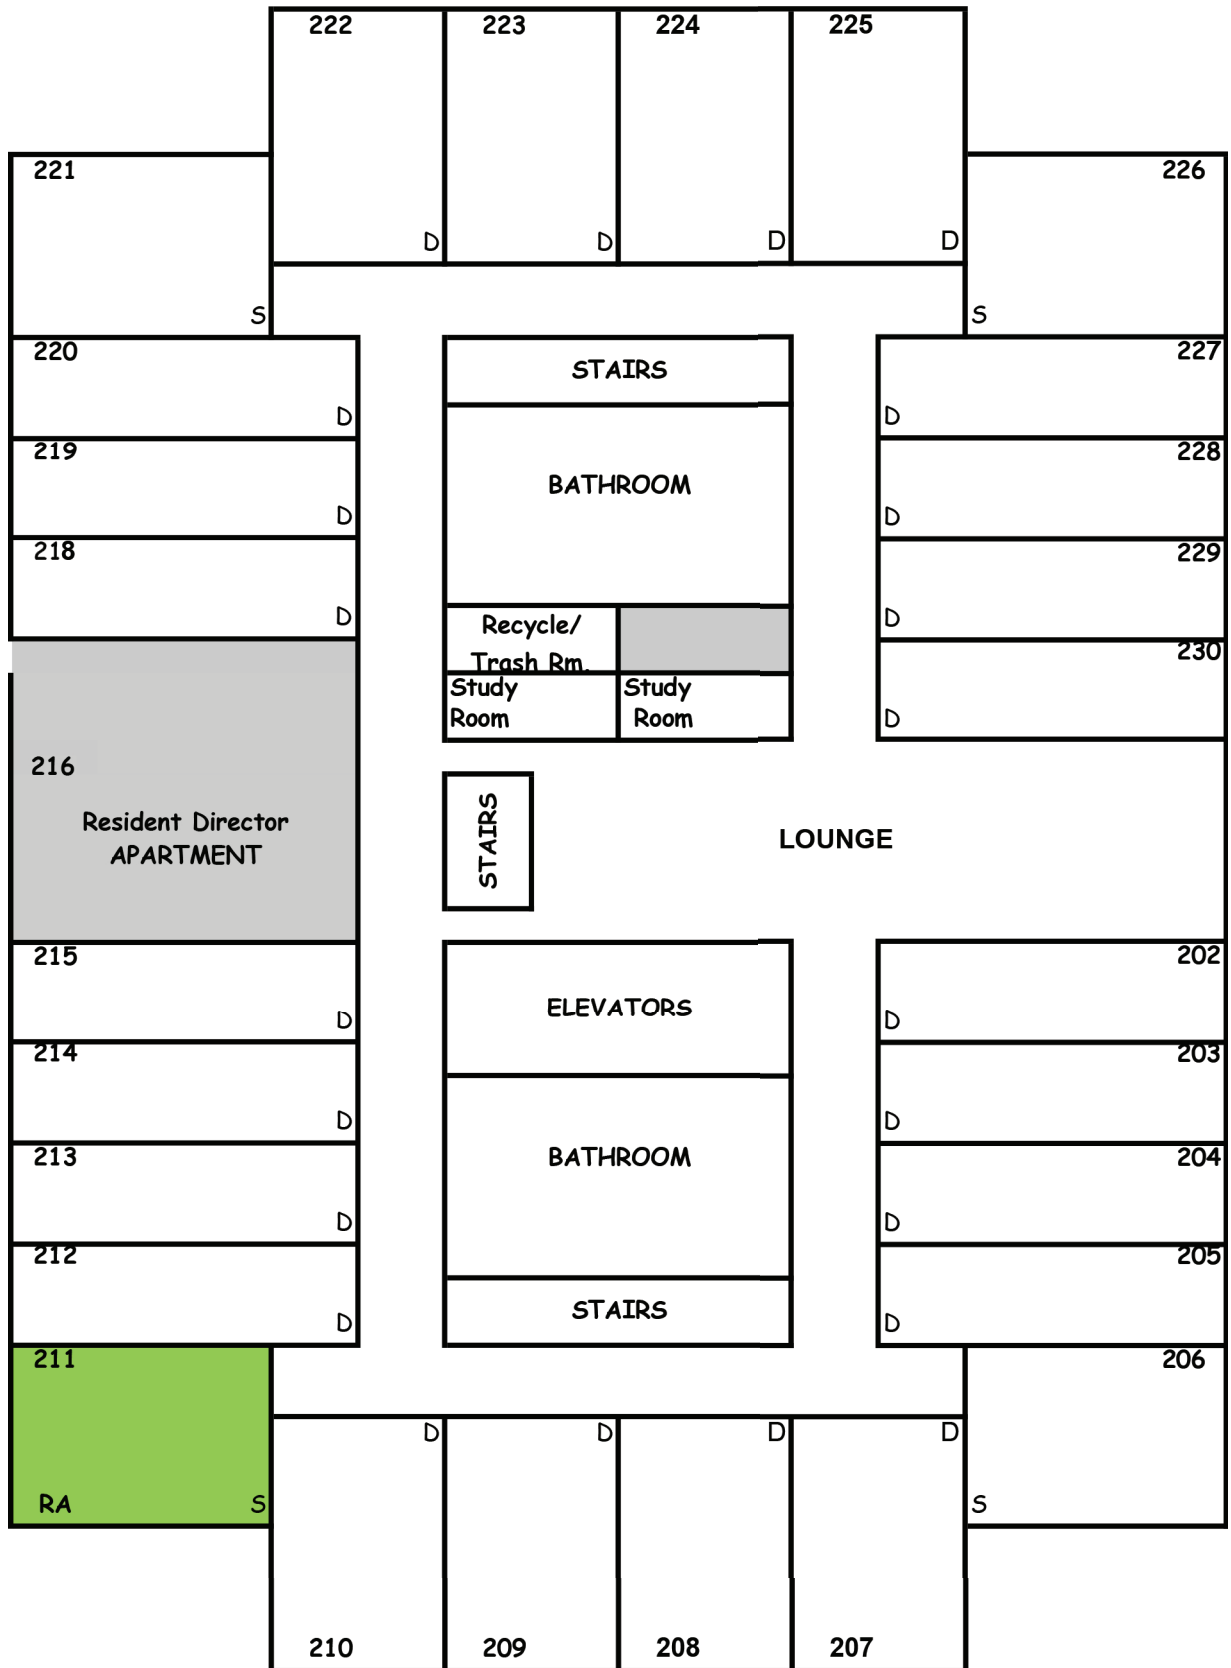 222 223 224 225
221 226
D D D D
S S
220 STAIRS 227
D D
219 228
BATHROOM
D D
218 229
D D
Recycle/
Trash Rm.
230
Study Study
Room Room
D
216
Resident Director
APARTMENT
STAIRS
LOUNGE
215 202
ELEVATORS
D D
214 203
D D
213 BATHROOM 204
D D
212 205
STAIRS
D D
211 206
D D D D
RA S S
210 209 208 207